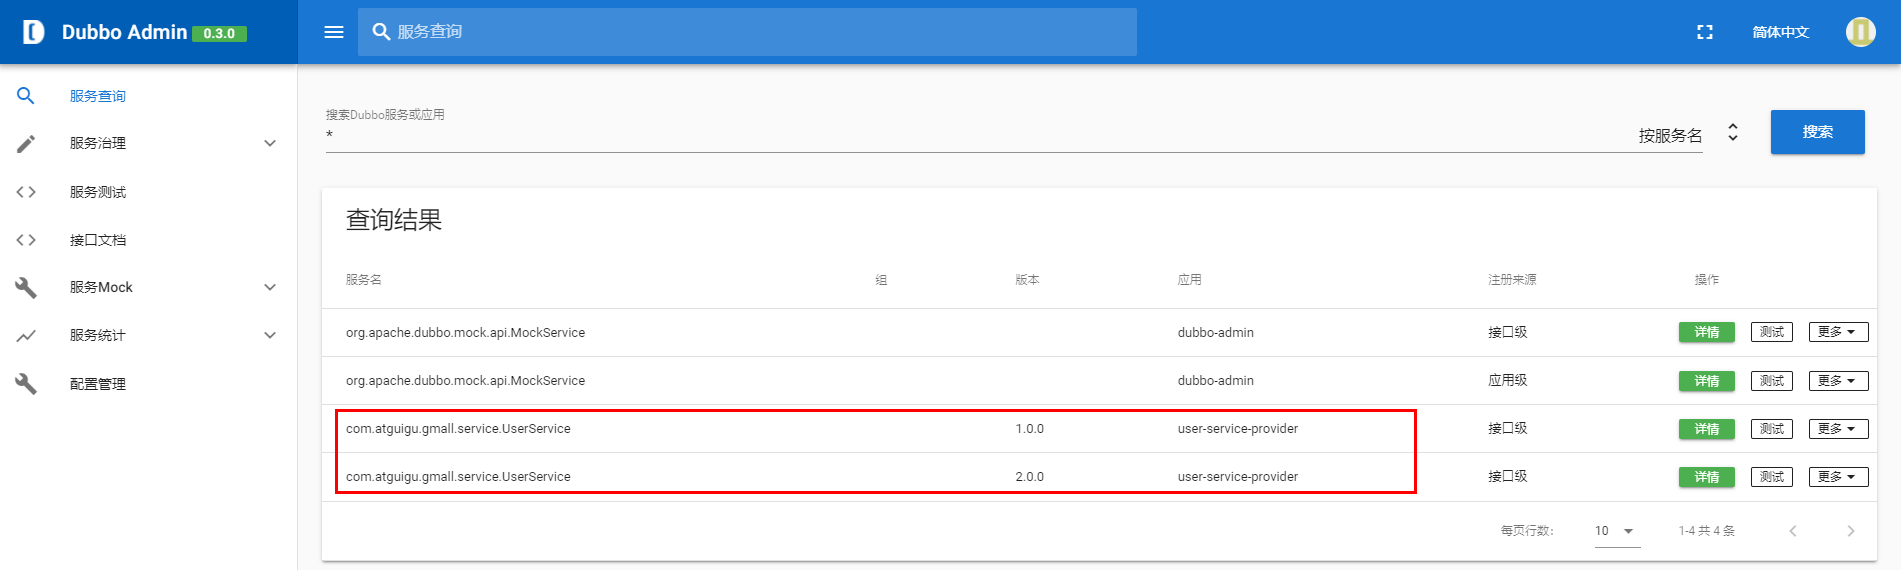 Dubbo Admin 0.3.0
服务查询
简体中文
服务查询
服务治理
服务测试
接口文档
服务Mock
服务统计
配置管理
搜索Dubbo服务或应用
* 按服务名 搜索
查询结果
服务名 组 版本 应用 注册来源 操作
org.apache.dubbo.mock.api.MockService dubbo-admin 接口级 详情 测试 更多
org.apache.dubbo.mock.api.MockService dubbo-admin 应用级 详情 测试 更多
com.atguigu.gmall.service.UserService 1.0.0 user-service-provider 接口级 详情 测试 更多
com.atguigu.gmall.service.UserService 2.0.0 user-service-provider 接口级 详情 测试 更多
每页行数: 10 1-4 共 4 条